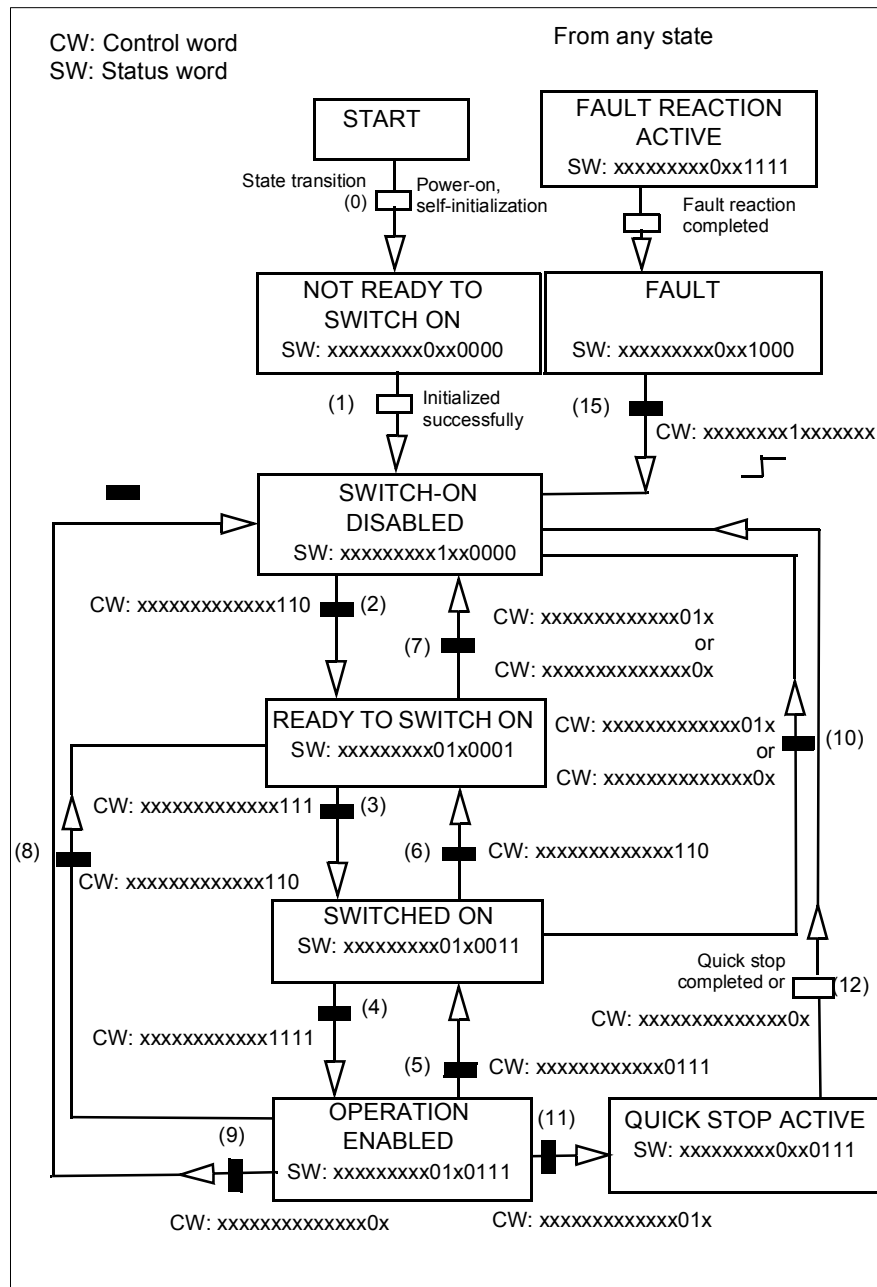 CW: Control word
SW: Status word
From any state
START
FAULT REACTION
ACTIVE
SW: xxxxxxxxx0xx1111
State transition
(0)
Power-on,
self-initialization
Fault reaction
completed
NOT READY TO
SWITCH ON
SW: xxxxxxxxx0xx0000
FAULT
SW: xxxxxxxxx0xx1000
(1)
Initialized
successfully
(15)
CW: xxxxxxxx1xxxxxxx
SWITCH-ON
DISABLED
SW: xxxxxxxxx1xx0000
CW: xxxxxxxxxxxxx110
(2)
(7)
CW: xxxxxxxxxxxxx01x
or
CW: xxxxxxxxxxxxxx0x
READY TO SWITCH ON
SW: xxxxxxxxx01x0001
CW: xxxxxxxxxxxxx01x
or
CW: xxxxxxxxxxxxxx0x
(10)
CW: xxxxxxxxxxxxx111
(3)
(8)
(6)
CW: xxxxxxxxxxxxx110
CW: xxxxxxxxxxxxx110
SWITCHED ON
SW: xxxxxxxxx01x0011
Quick stop
completed or
(12)
CW: xxxxxxxxxxxxxx0x
(4)
CW: xxxxxxxxxxxx1111
(5)
CW: xxxxxxxxxxxx0111
OPERATION
ENABLED
SW: xxxxxxxxx01x0111
(9)
(11)
QUICK STOP ACTIVE
SW: xxxxxxxxx0xx0111
CW: xxxxxxxxxxxxxx0x
CW: xxxxxxxxxxxxx01x